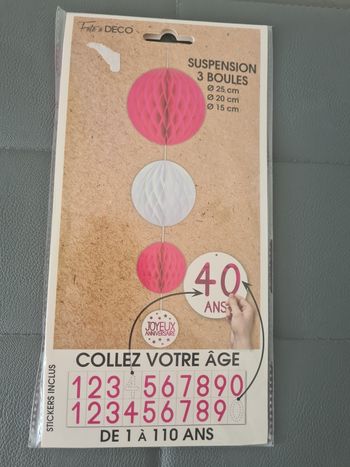 Fête & DECO
SUSPENSION
3 BOULES
Ø 25 cm
Ø 20 cm
Ø 15 cm
40
ANS
JOYEUX
ANNIVERSAIRE
STICKERS INCLUS
COLLEZ VOTRE ÂGE
1234567890
1234567890
DE 1 À 110 ANS